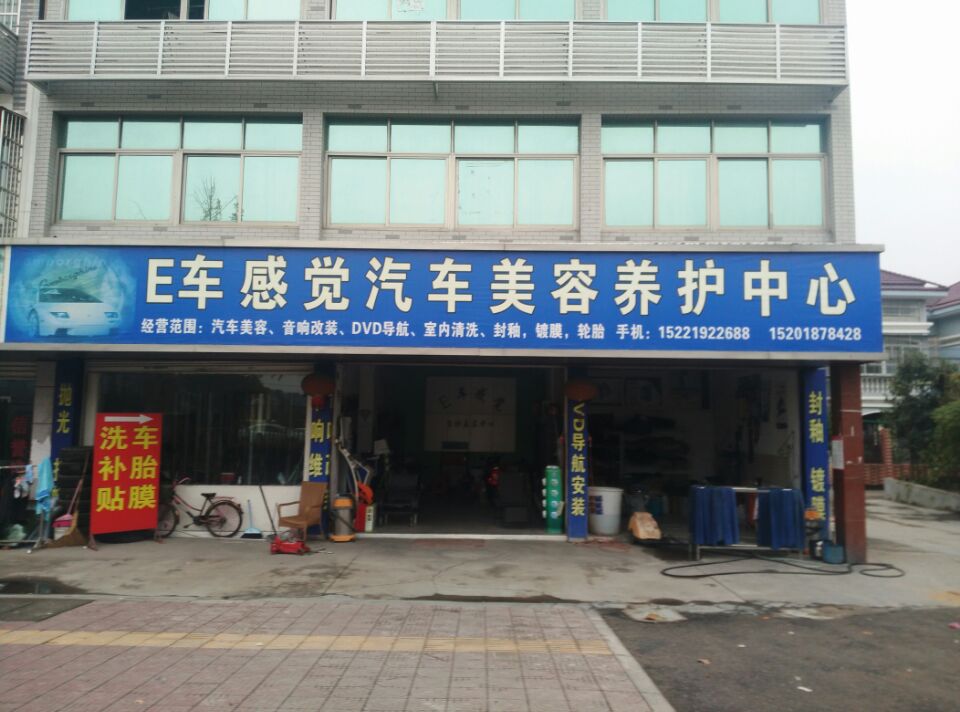 E车感觉汽车美容养护中心
经营范围：汽车美容、音响改装、DVD导航、室内清洗、封釉，镀膜，轮胎 手机：15221922688 15201878428
抛光
洗车
补胎
贴膜
响
维
VD导航安装
封釉 镀膜